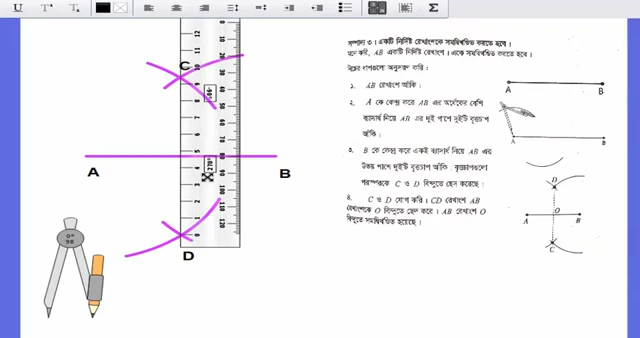 C
A
B
D
সম্পাদ্য ৩। একটি নির্দিষ্ট রেখাংশকে সমদ্বিখণ্ডিত করতে হবে।
মনে করি, AB একটি নির্দিষ্ট রেখাংশ। একে সমদ্বিখণ্ডিত করতে হবে।
নিচের ধাপগুলো অনুসরণ করি :
১. AB রেখাংশ আঁকি।
A B
২. A কে কেন্দ্র করে AB এর অর্ধেকের বেশি
ব্যাসার্ধ নিয়ে AB এর দুই পাশে দুইটি বৃত্তচাপ
আঁকি।
A B
৩. B কে কেন্দ্র করে একই ব্যাসার্ধ নিয়ে AB এর
উভয় পাশে দুইটি বৃত্তচাপ আঁকি। বৃত্তচাপগুলো
পরস্পরকে C ও D বিন্দুতে ছেদ করেছে।
৪. C ও D যোগ করি। CD রেখাংশ AB
রেখাংশকে O বিন্দুতে ছেদ করে। AB রেখাংশ O
বিন্দুতে সমদ্বিখণ্ডিত হয়েছে।
D
O
A B
C